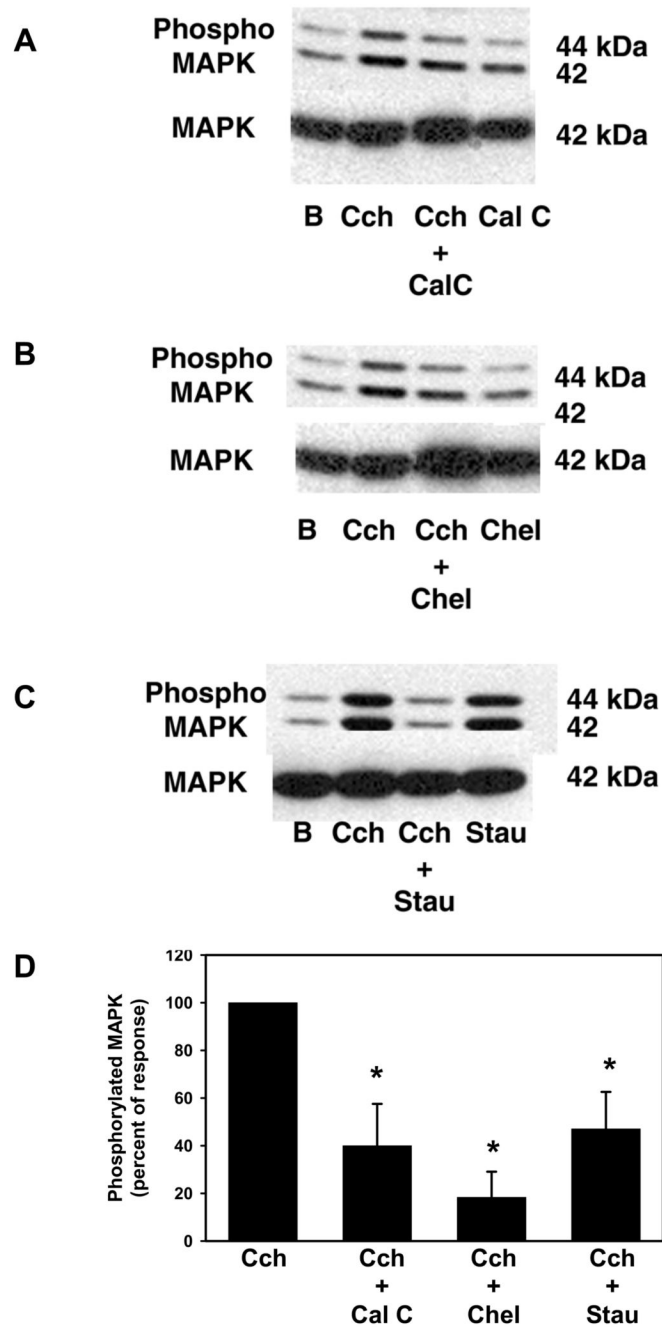 A
Phospho
MAPK
44 kDa
42
MAPK
42 kDa
B Cch Cch Cal C
+
CalC
B
Phospho
MAPK
44 kDa
42
MAPK
42 kDa
B Cch Cch Chel
+
Chel
C
Phospho
MAPK
44 kDa
42
MAPK
42 kDa
B Cch Cch Stau
+
Stau
D
Phosphorylated MAPK
(percent of response)
120
100
80
60
40
20
0
* * *
Cch Cch Cch Cch
+ + +
Cal C Chel Stau